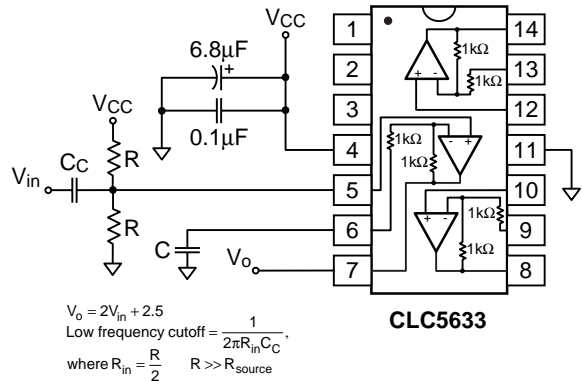 VCC
6.8µF
+
0.1µF
VCC
R
CC
Vin
R
C
Vo
1
2
3
4
5
6
7
14
13
12
11
10
9
8
1kΩ
1kΩ
+ -
1kΩ
1kΩ
- +
1kΩ
1kΩ
+ -
CLC5633
Vo = 2Vin + 2.5
Low frequency cutoff = 1 / 2πRinCC ,
where Rin = R / 2 R >> Rsource